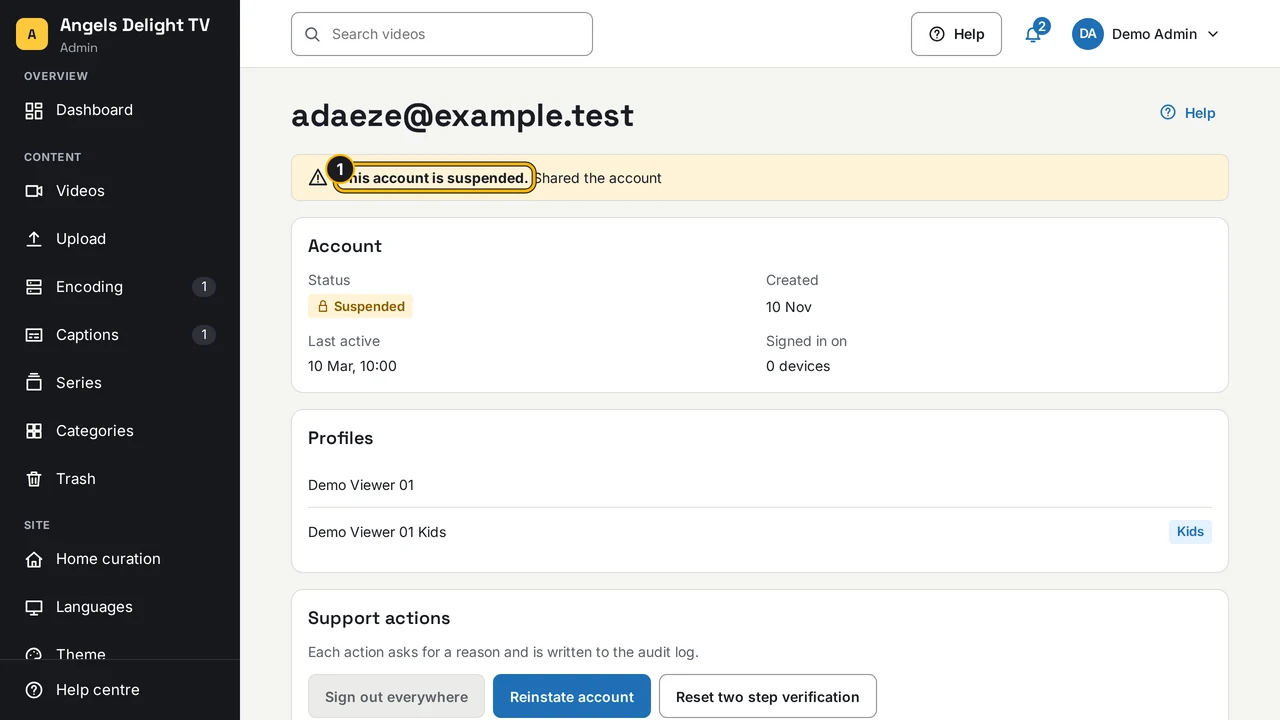 A
Angels Delight TV
Admin
OVERVIEW
Dashboard
CONTENT
Videos
Upload
Encoding 1
Captions 1
Series
Categories
Trash
SITE
Home curation
Languages
Theme
Help centre
Search videos
Help
2
DA
Demo Admin
adaeze@example.test
Help
1
his account is suspended. Shared the account
Account
Status
Suspended
Created
10 Nov
Last active
10 Mar, 10:00
Signed in on
0 devices
Profiles
Demo Viewer 01
Demo Viewer 01 Kids
Kids
Support actions
Each action asks for a reason and is written to the audit log.
Sign out everywhere
Reinstate account
Reset two step verification